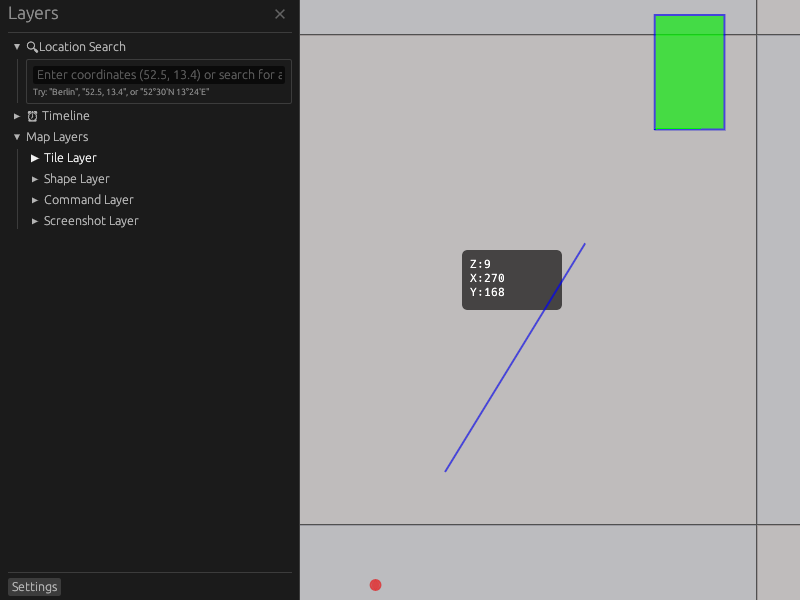 Layers
Location Search
Enter coordinates (52.5, 13.4) or search for
Try: "Berlin", "52.5, 13.4", or "52°30'N 13°24'E"
Timeline
Map Layers
Tile Layer
Shape Layer
Command Layer
Screenshot Layer
Settings
Z:9
X:270
Y:168